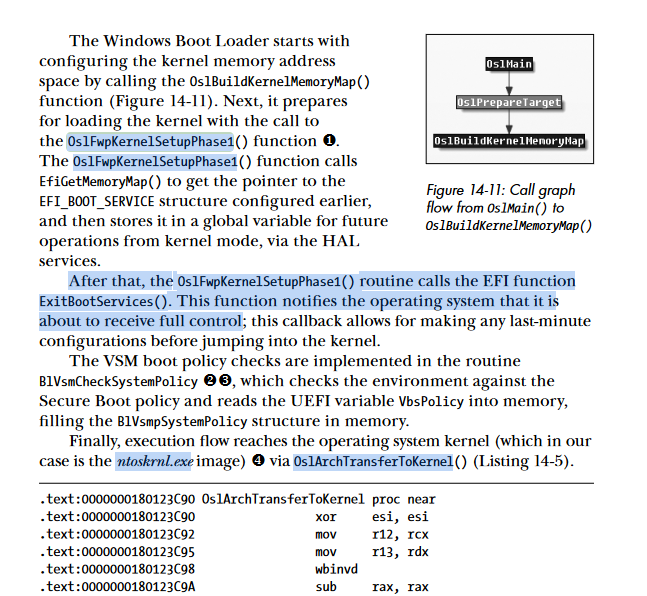 The Windows Boot Loader starts with
configuring the kernel memory address
space by calling the OslBuildKernelMemoryMap()
function (Figure 14-11). Next, it prepares
for loading the kernel with the call to
the OslFwpKernelSetupPhase1() function ❶.
The OslFwpKernelSetupPhase1() function calls
EfiGetMemoryMap() to get the pointer to the
EFI_BOOT_SERVICE structure configured earlier,
and then stores it in a global variable for future
operations from kernel mode, via the HAL
services.
OslMain
OslPrepareTarget
OslBuildKernelMemoryMap
Figure 14-11: Call graph
flow from OslMain() to
OslBuildKernelMemoryMap()
After that, the OslFwpKernelSetupPhase1() routine calls the EFI function
ExitBootServices(). This function notifies the operating system that it is
about to receive full control; this callback allows for making any last-minute
configurations before jumping into the kernel.
The VSM boot policy checks are implemented in the routine
BlVsmCheckSystemPolicy ❷❸, which checks the environment against the
Secure Boot policy and reads the UEFI variable VbsPolicy into memory,
filling the BlVsmpSystemPolicy structure in memory.
Finally, execution flow reaches the operating system kernel (which in our
case is the ntoskrnl.exe image) ❹ via OslArchTransferToKernel() (Listing 14-5).
.text:0000000180123C90 OslArchTransferToKernel proc near
.text:0000000180123C90 xor esi, esi
.text:0000000180123C92 mov r12, rcx
.text:0000000180123C95 mov r13, rdx
.text:0000000180123C98 wbinvd
.text:0000000180123C9A sub rax, rax